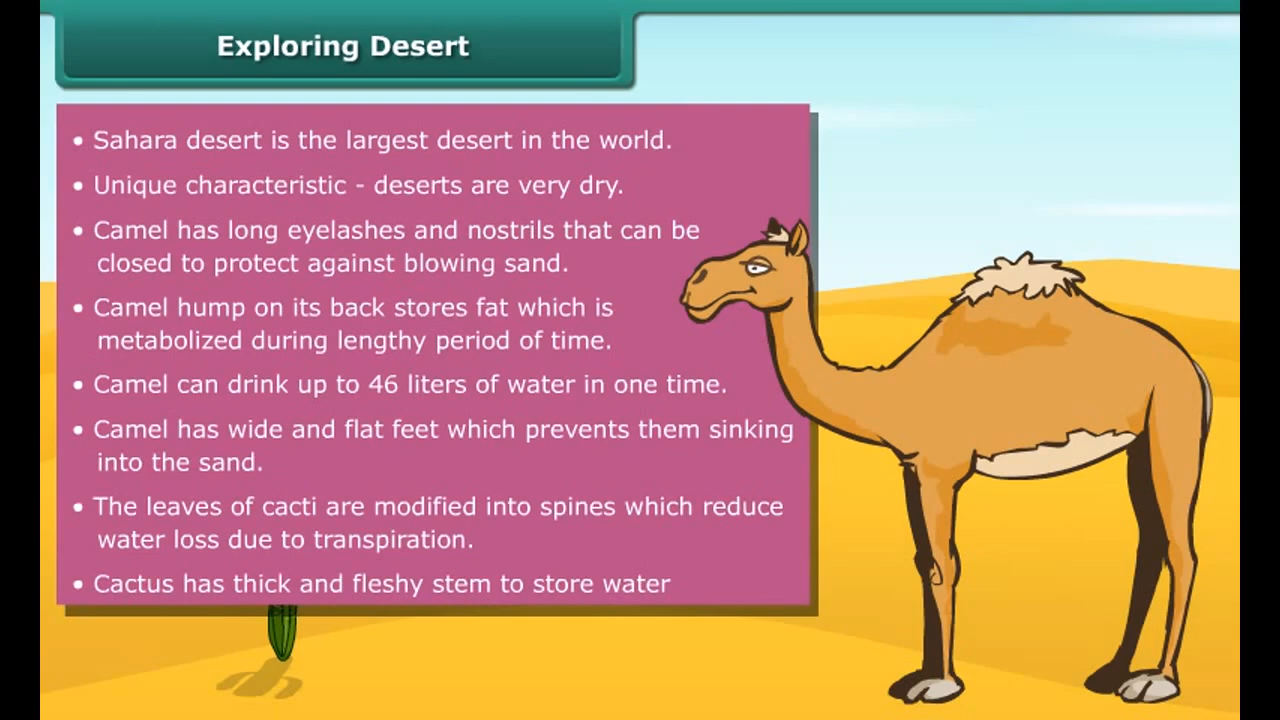 Exploring Desert
• Sahara desert is the largest desert in the world.
• Unique characteristic - deserts are very dry.
• Camel has long eyelashes and nostrils that can be
closed to protect against blowing sand.
• Camel hump on its back stores fat which is
metabolized during lengthy period of time.
• Camel can drink up to 46 liters of water in one time.
• Camel has wide and flat feet which prevents them sinking
into the sand.
• The leaves of cacti are modified into spines which reduce
water loss due to transpiration.
• Cactus has thick and fleshy stem to store water